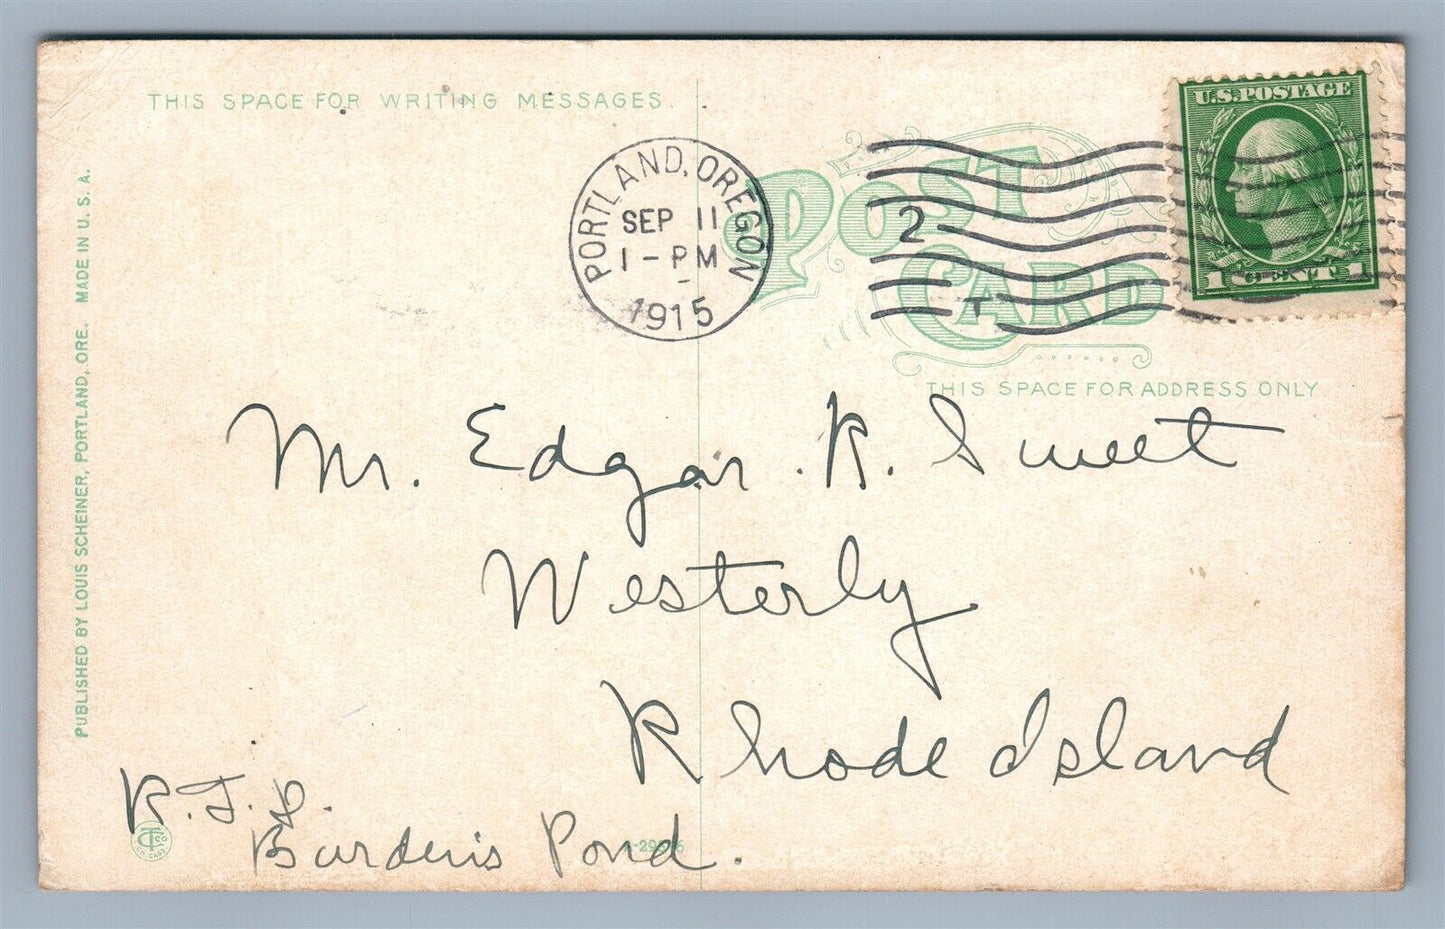 THIS SPACE FOR WRITING MESSAGES.
U.S. POSTAGE
1 CENT 1
PORTLAND, OREGON
SEP 11
1 - PM
1915
2
T
POST CARD
THIS SPACE FOR ADDRESS ONLY.
Mr. Edgar. K. Sweet
Westerly
Rhode Island
R.F.D.
Burden's Pond.
PUBLISHED BY LOUIS SCHEINER, PORTLAND, ORE. MADE IN U. S. A.